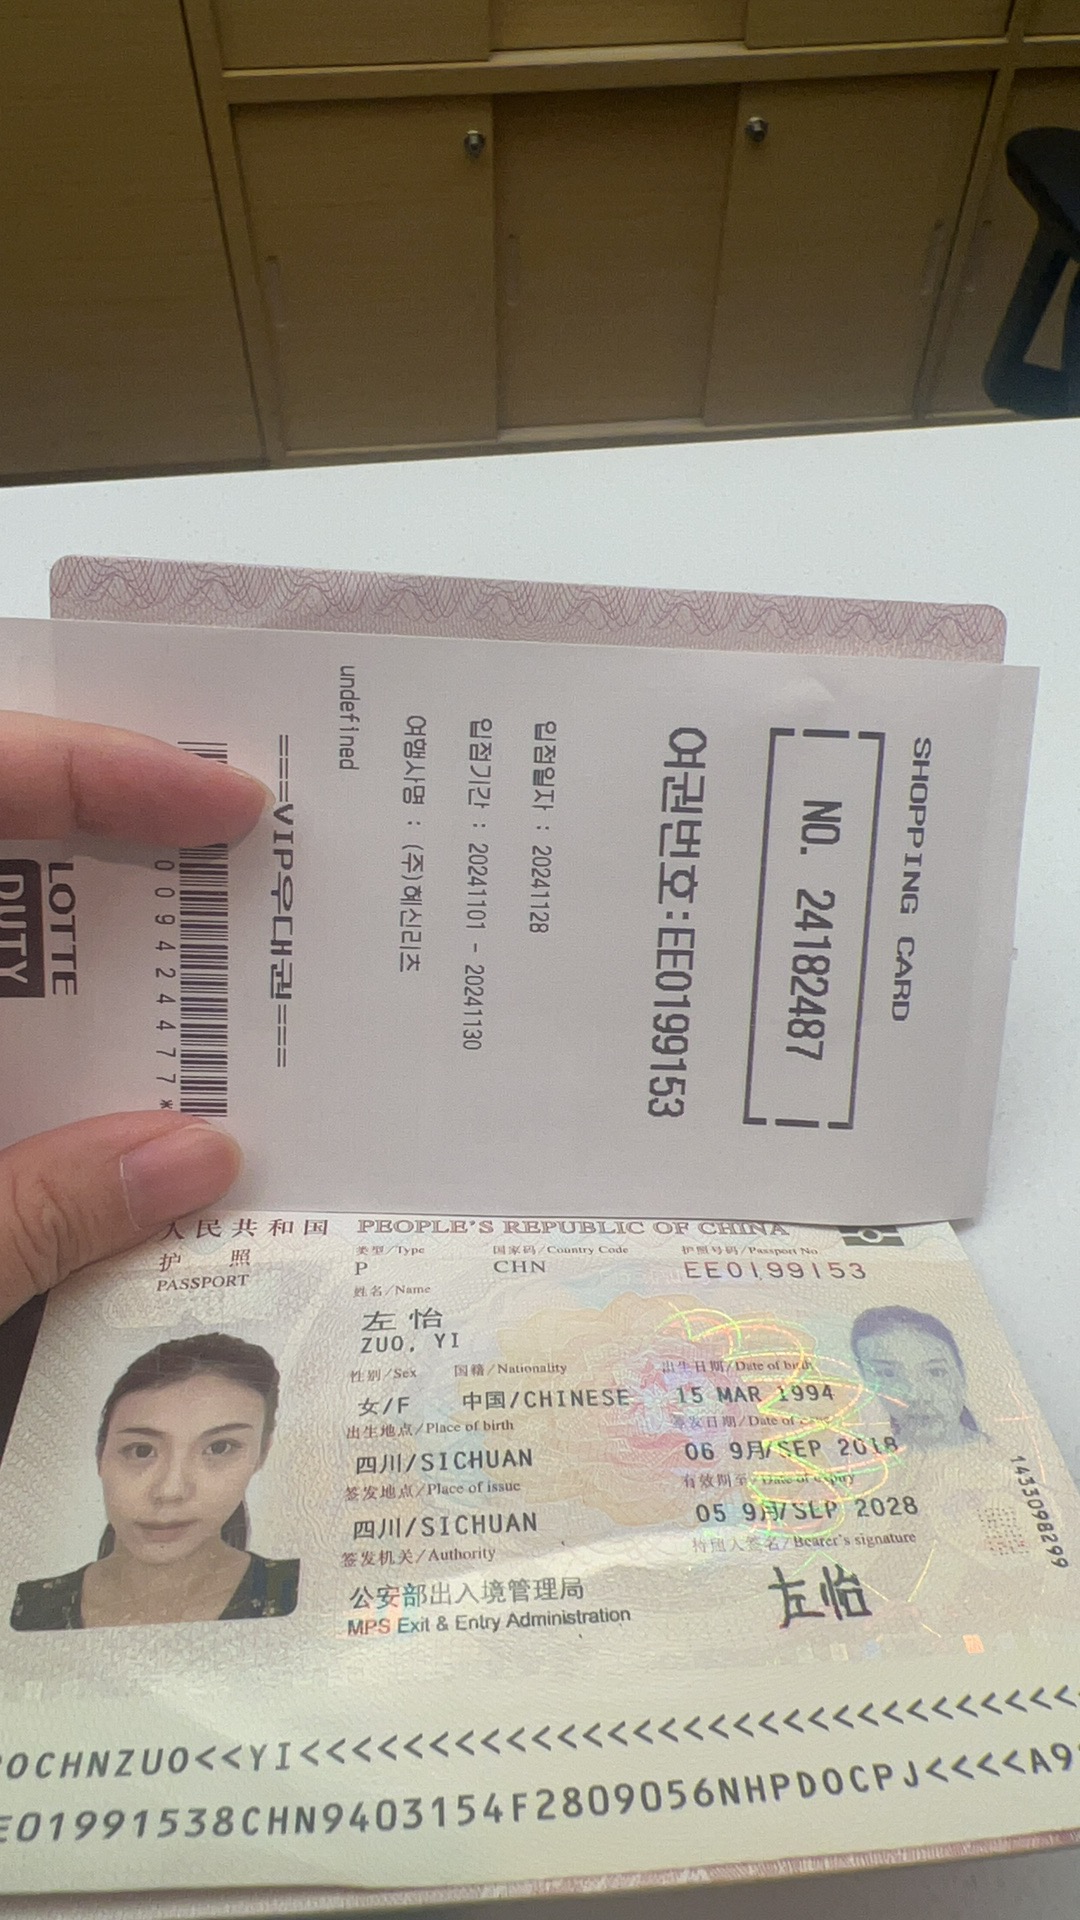 SHOPPING CARD
NO. 24182487
여권번호:EE0199153
입점일자 : 20241128
입점기간 : 20241101 - 20241130
여행사명 : (주)혜신리츠
undefined
===VIP우대권===
009424477*
LOTTE
DUTY
人民共和国 PEOPLE'S REPUBLIC OF CHINA
护 照
PASSPORT
类型/Type 国家码/Country Code 护照号码/Passport No
P CHN EE0199153
姓名/Name
左怡
ZUO, YI
性别/Sex 国籍/Nationality 出生日期/Date of birth
女/F 中国/CHINESE 15 MAR 1994
出生地点/Place of birth 签发日期/Date of issue
四川/SICHUAN 06 9月/SEP 2018
签发地点/Place of issue 有效期至/Date of expiry
四川/SICHUAN 05 9月/SEP 2028
签发机关/Authority 持照人签名/Bearer's signature
公安部出入境管理局
MPS Exit & Entry Administration
左怡
1433098299
POCHNZUO<<YI<<<<<<<<<<<<<<<<<<<<<<<<<<<<<<
EE01991538CHN9403154F2809056NHPDOCPJ<<<<A9